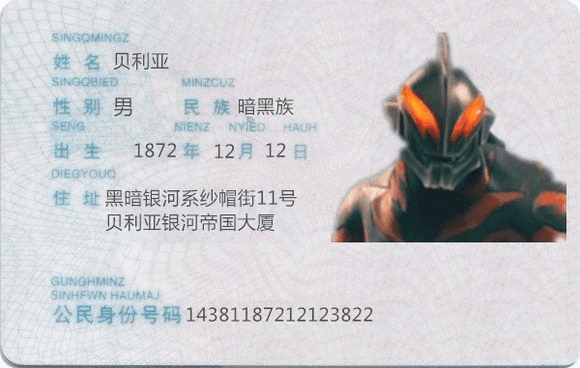 SINGQMINGZ
姓名 贝利亚
SINGQBIED MINZCUZ
性别 男 民族 暗黑族
SENG NIENZ NYIED HAUH
出生 1872 年 12 月 12 日
DIEGYOUQ
住址 黑暗银河系纱帽街11号
贝利亚银河帝国大厦
GUNGHMINZ
SINHFWN HAUMAJ
公民身份号码 14381187212123822